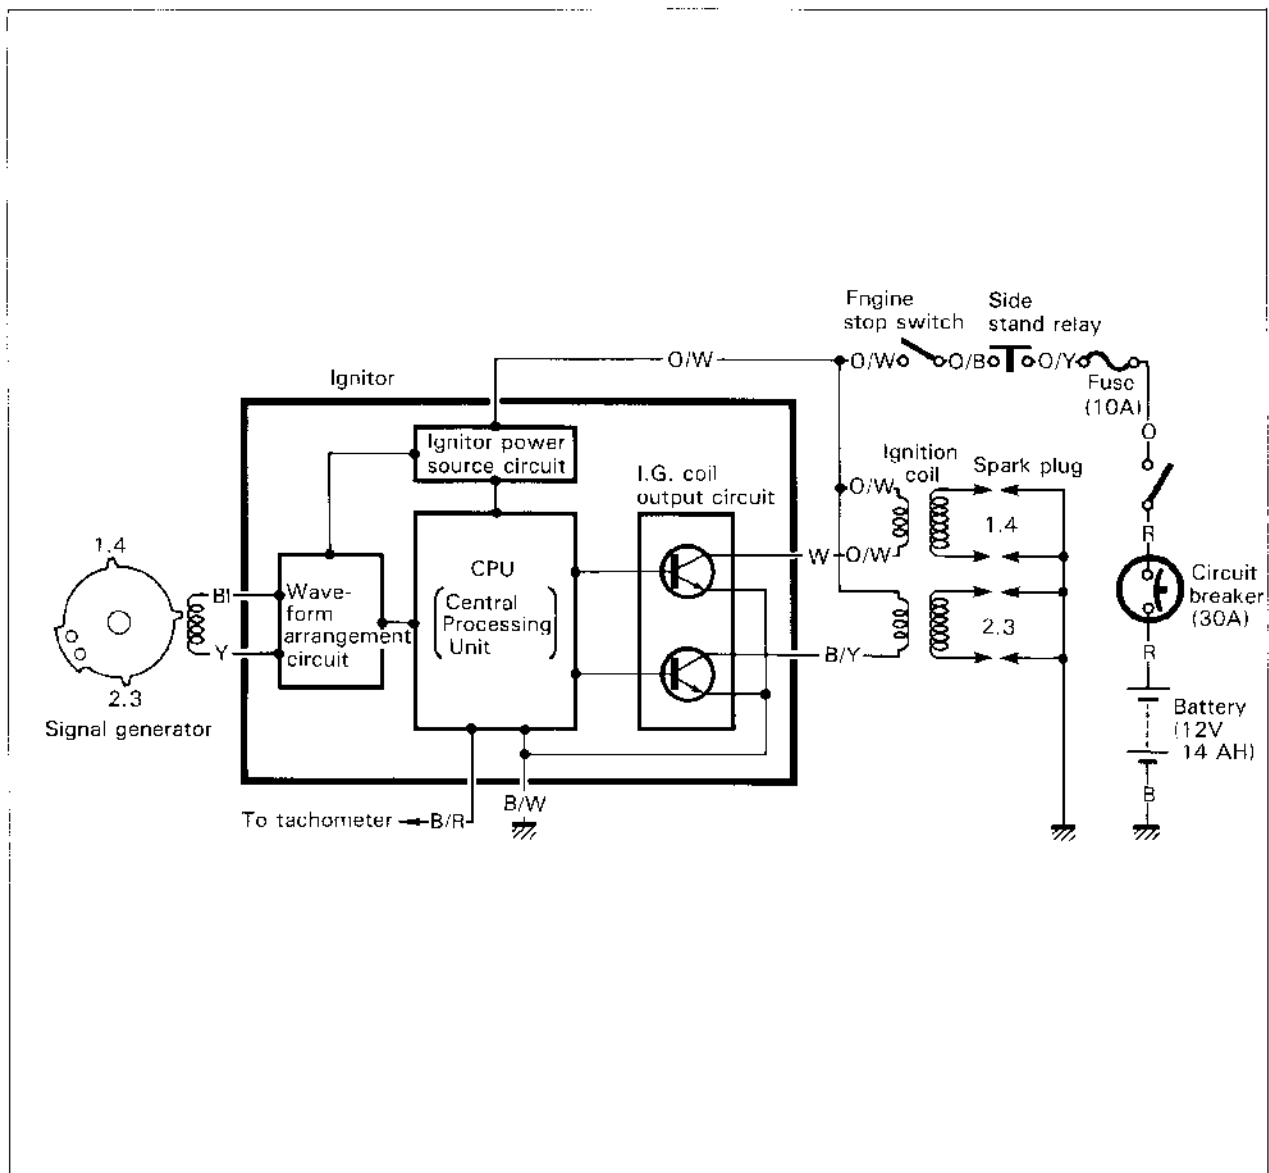 Engine
stop switch
Side
stand relay
O/W
O/W
O/B
O/Y
Fuse
(10A)
Ignitor
O
Ignitor power
source circuit
I.G. coil
output circuit
Ignition
coil
Spark plug
O/W
1.4
R
1.4
W
O/W
CPU
(Central
Processing
Unit)
Wave-
form
arrangement
circuit
Bl
Circuit
breaker
(30A)
2.3
Y
B/Y
R
2.3
Signal generator
Battery
(12V
14 AH)
B
B/W
To tachometer
B/R